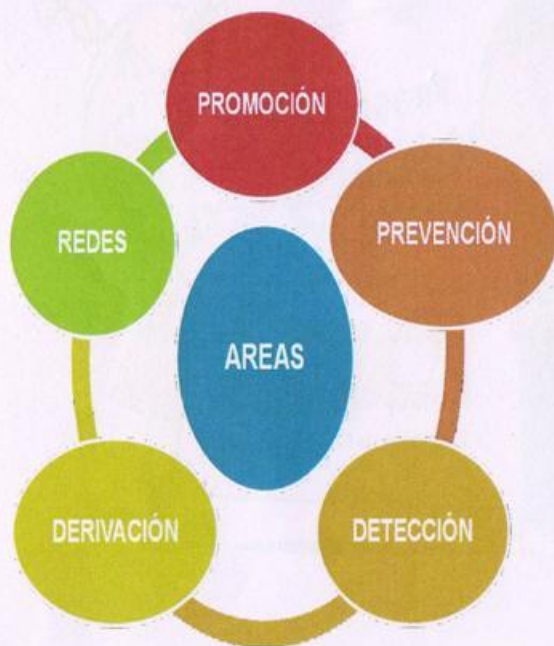 PROMOCIÓN
PREVENCIÓN
DETECCIÓN
DERIVACIÓN
REDES
AREAS